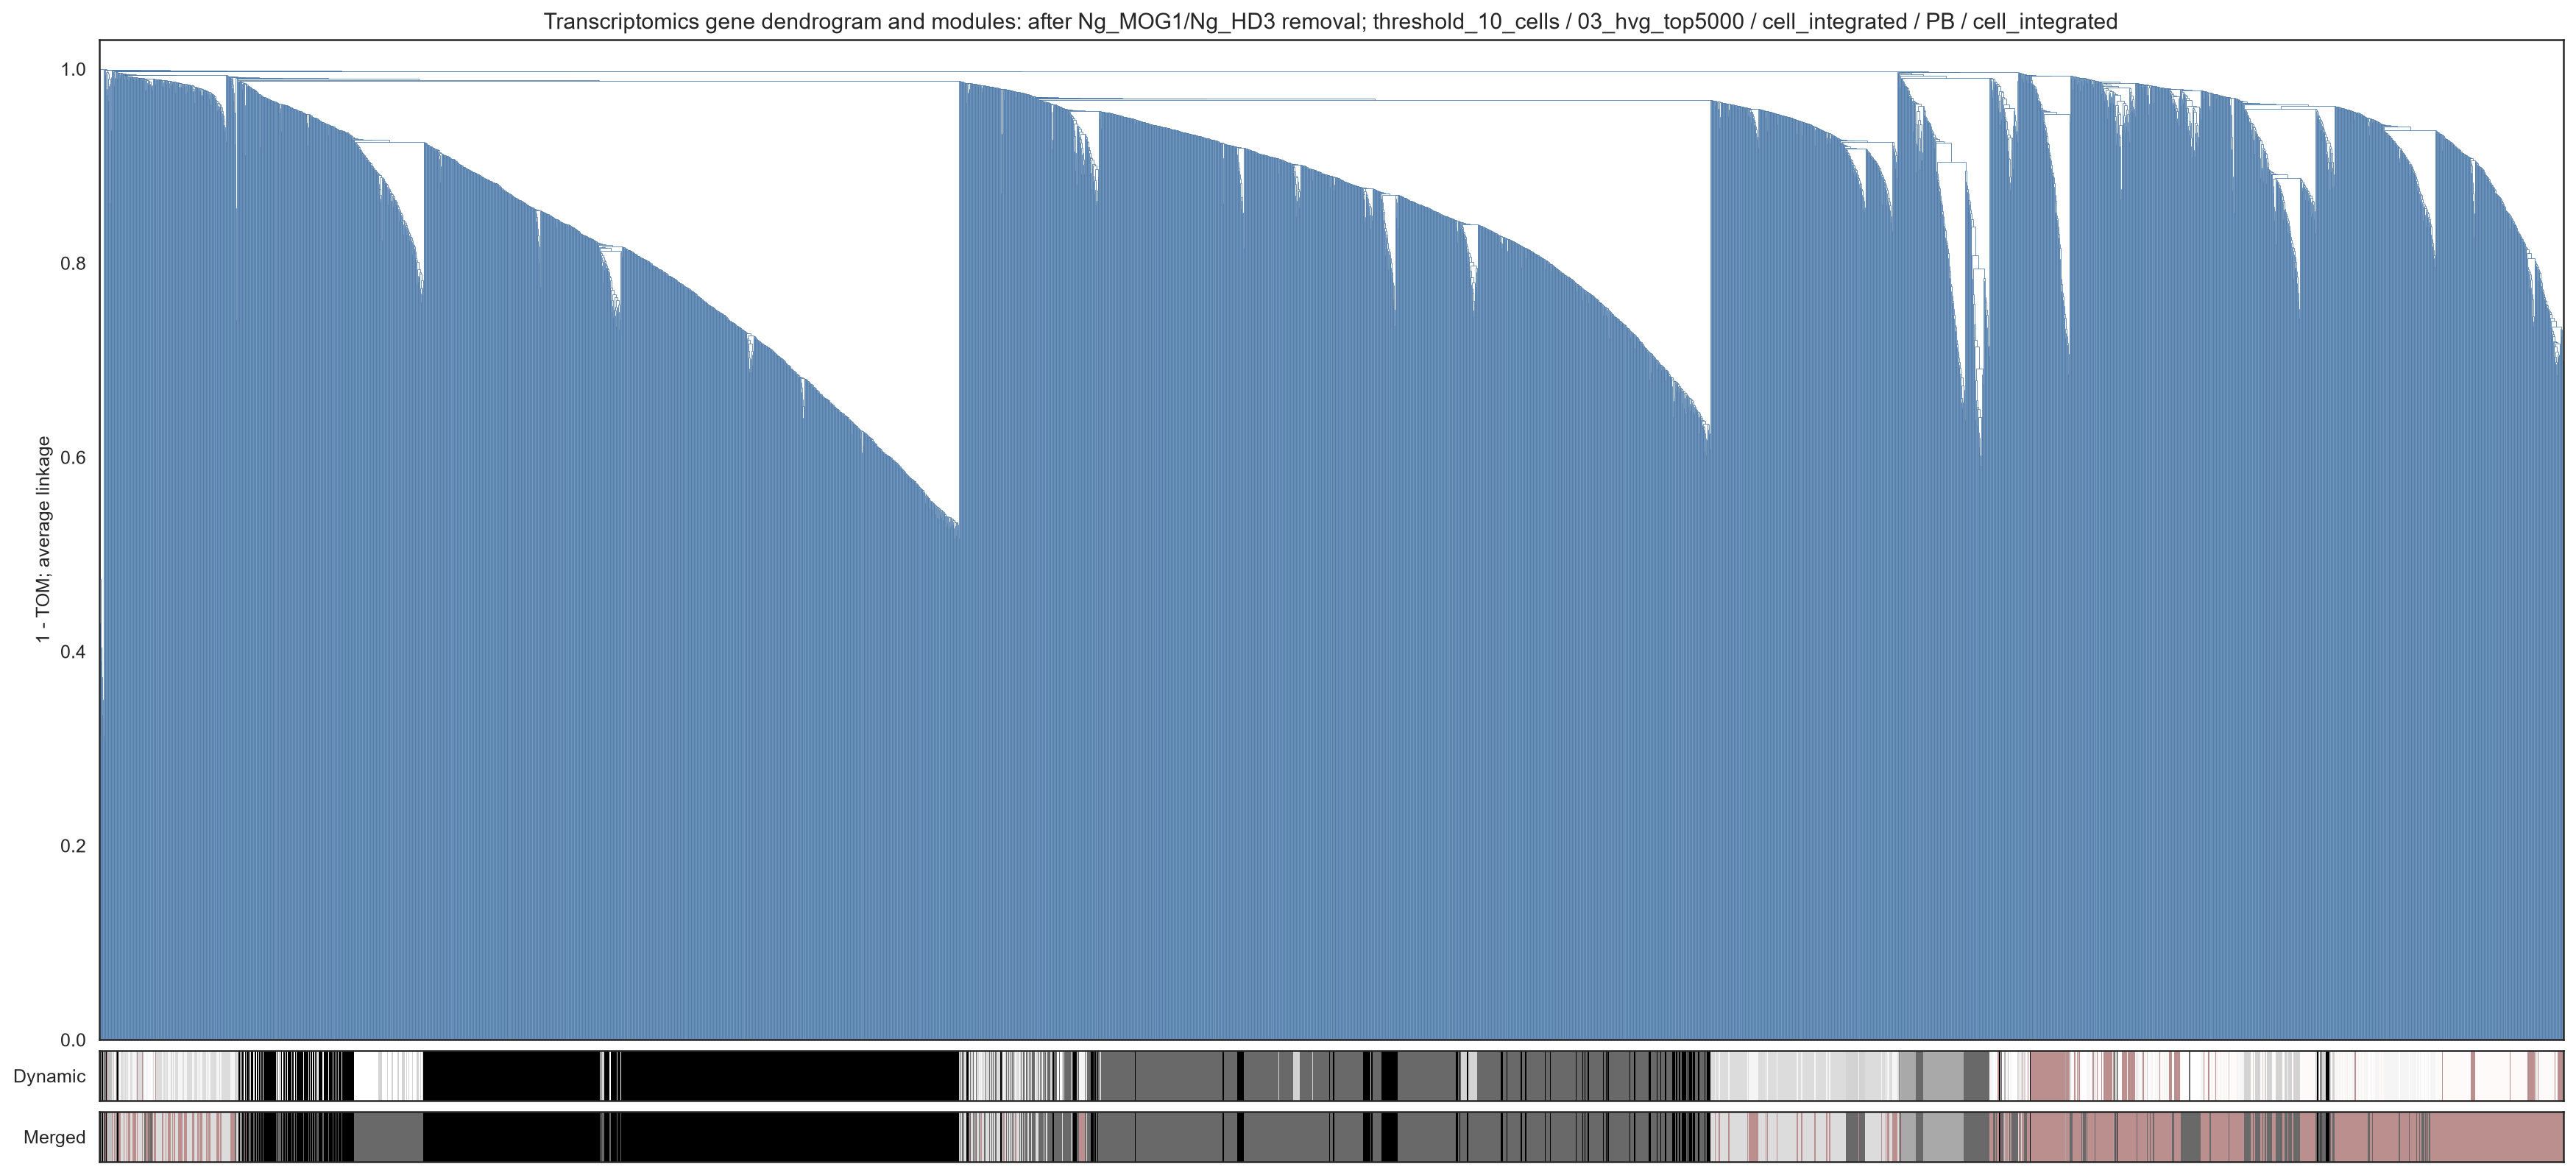 Transcriptomics gene dendrogram and modules: after Ng_MOG1/Ng_HD3 removal; threshold_10_cells / 03_hvg_top5000 / cell_integrated / PB / cell_integrated
1 - TOM; average linkage
1.0
0.8
0.6
0.4
0.2
0.0
Dynamic
Merged